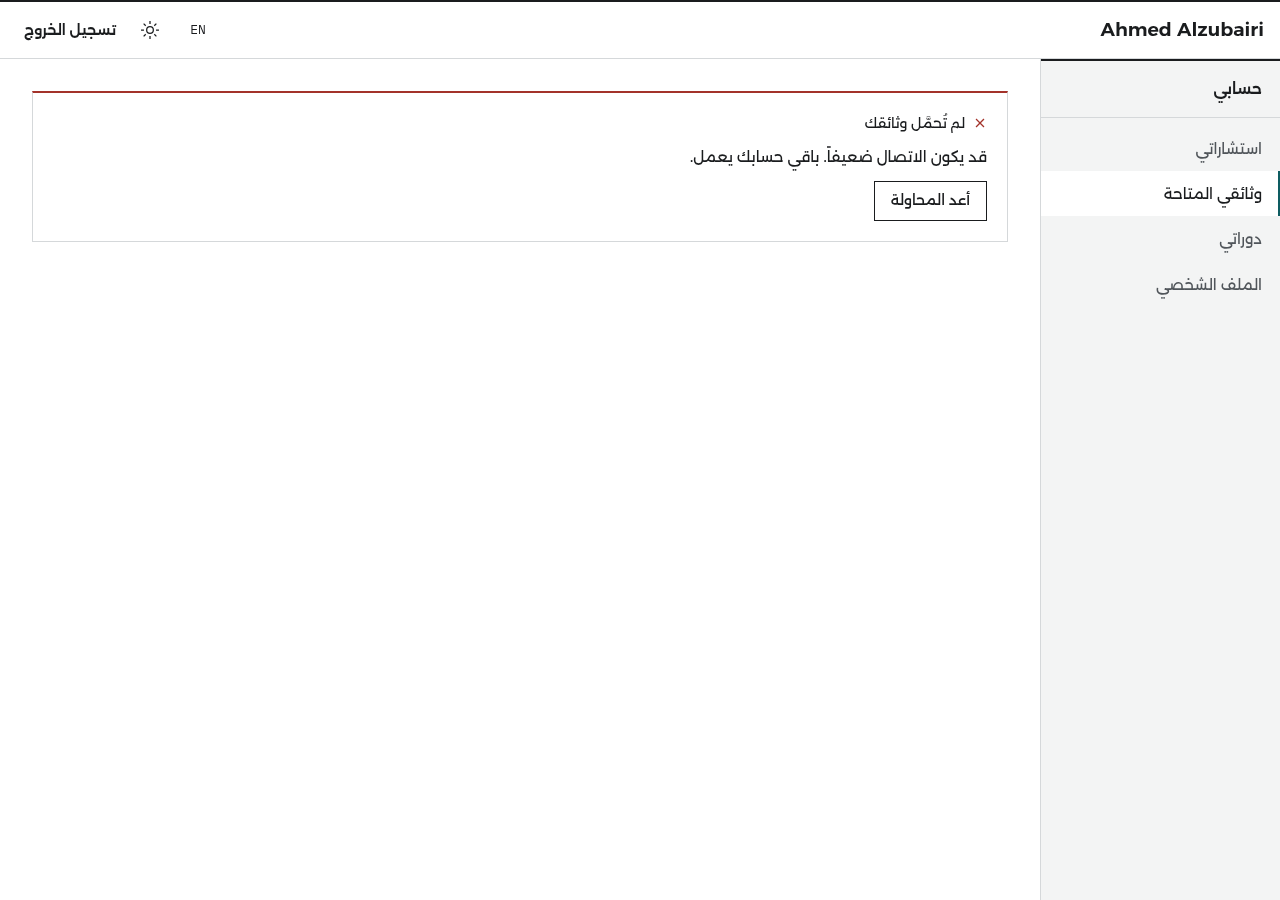 Ahmed Alzubairi
EN
تسجيل الخروج
حسابي
استشاراتي
وثائقي المتاحة
دوراتي
الملف الشخصي
× لم تُحمَّل وثائقك
قد يكون الاتصال ضعيفاً. باقي حسابك يعمل.
أعد المحاولة